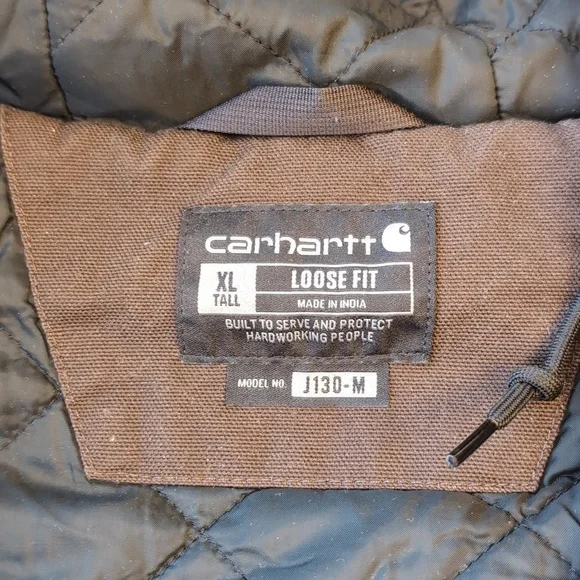 carhartt
XL
TALL
LOOSE FIT
MADE IN INDIA
BUILT TO SERVE AND PROTECT
HARDWORKING PEOPLE
MODEL NO. J130-M